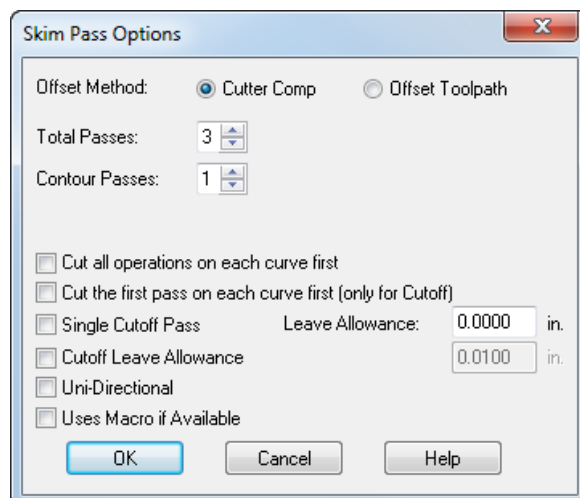 Skim Pass Options
Offset Method: Cutter Comp Offset Toolpath
Total Passes: 3
Contour Passes: 1
Cut all operations on each curve first
Cut the first pass on each curve first (only for Cutoff)
Single Cutoff Pass Leave Allowance: 0.0000 in.
Cutoff Leave Allowance 0.0100 in.
Uni-Directional
Uses Macro if Available
OK Cancel Help